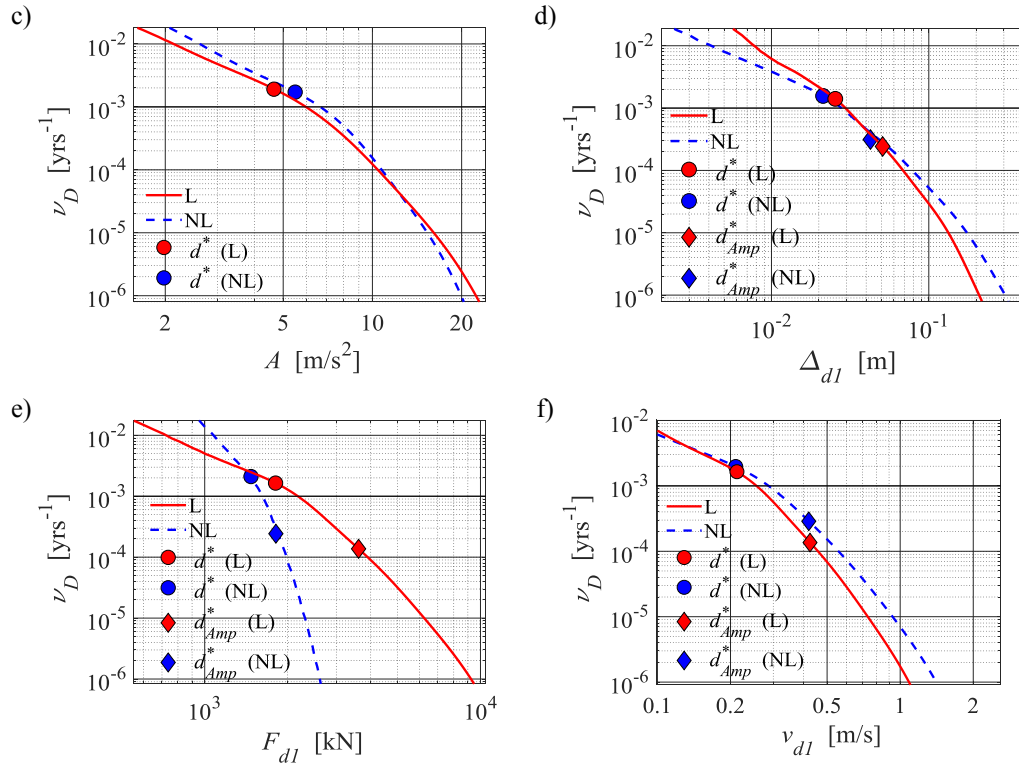 c)
10^-2
10^-3
10^-4
10^-5
10^-6
ν_D [yrs^-1]
L
NL
d^* (L)
d^* (NL)
2
5
10
20
A [m/s^2]
d)
10^-2
10^-3
10^-4
10^-5
10^-6
ν_D [yrs^-1]
L
NL
d^* (L)
d^* (NL)
d^*_Amp (L)
d^*_Amp (NL)
10^-2
10^-1
Δ_d1 [m]
e)
10^-2
10^-3
10^-4
10^-5
10^-6
ν_D [yrs^-1]
L
NL
d^* (L)
d^* (NL)
d^*_Amp (L)
d^*_Amp (NL)
10^3
10^4
F_d1 [kN]
f)
10^-2
10^-3
10^-4
10^-5
10^-6
ν_D [yrs^-1]
L
NL
d^* (L)
d^* (NL)
d^*_Amp (L)
d^*_Amp (NL)
0.1
0.2
0.5
1
2
v_d1 [m/s]